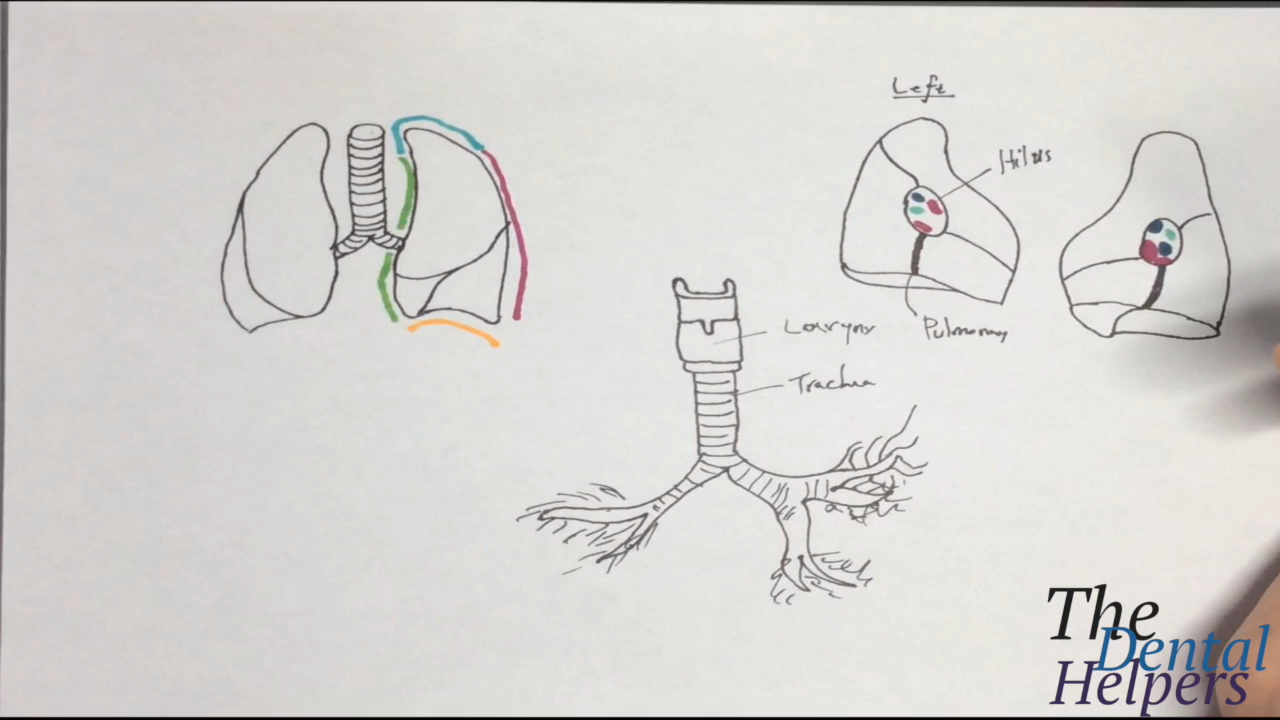 Left
Hilus
Larynx
Pulmonary
Trachea
The
Dental
Helpers